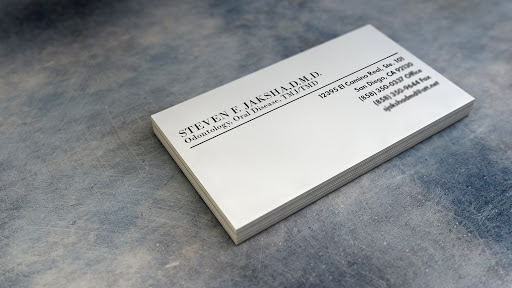 STEVEN F. JAKSHA, D.M.D.
Odontology, Oral Disease, TMJ/TMD
12395 El Camino Real, Ste. 101
San Diego, CA 92130
(858) 350-0337 Office
(858) 350-9644 Fax